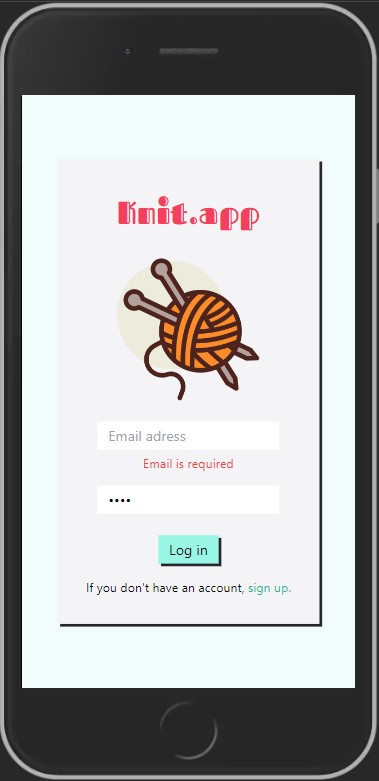 Knit.app
Email adress
Email is required
••••
Log in
If you don't have an account, sign up.